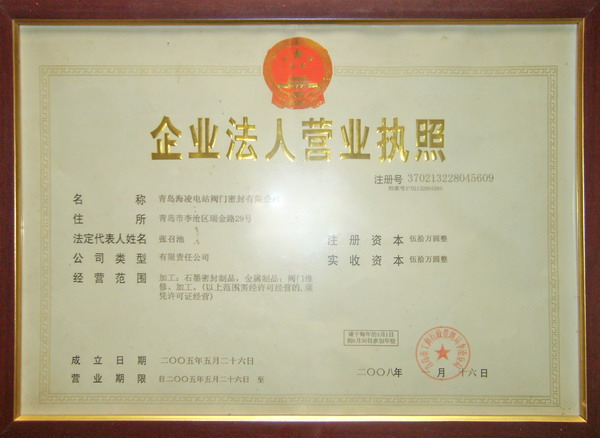 企业法人营业执照
注册号 370213228045609
名 称 青岛海凌电站阀门密封有限公司
住 所 青岛市李沧区瑞金路29号
法定代表人姓名 张召池
注 册 资 本 伍拾万圆整
公 司 类 型 有限责任公司
实 收 资 本 伍拾万圆整
经 营 范 围 加工：石墨密封制品，金属制品；阀门维
修、加工。（以上范围需经许可经营的，须
凭许可证经营）
成 立 日 期 二〇〇五年五月二十六日
二〇〇八年 月 十六日
营 业 期 限 自二〇〇五年五月二十六日 至